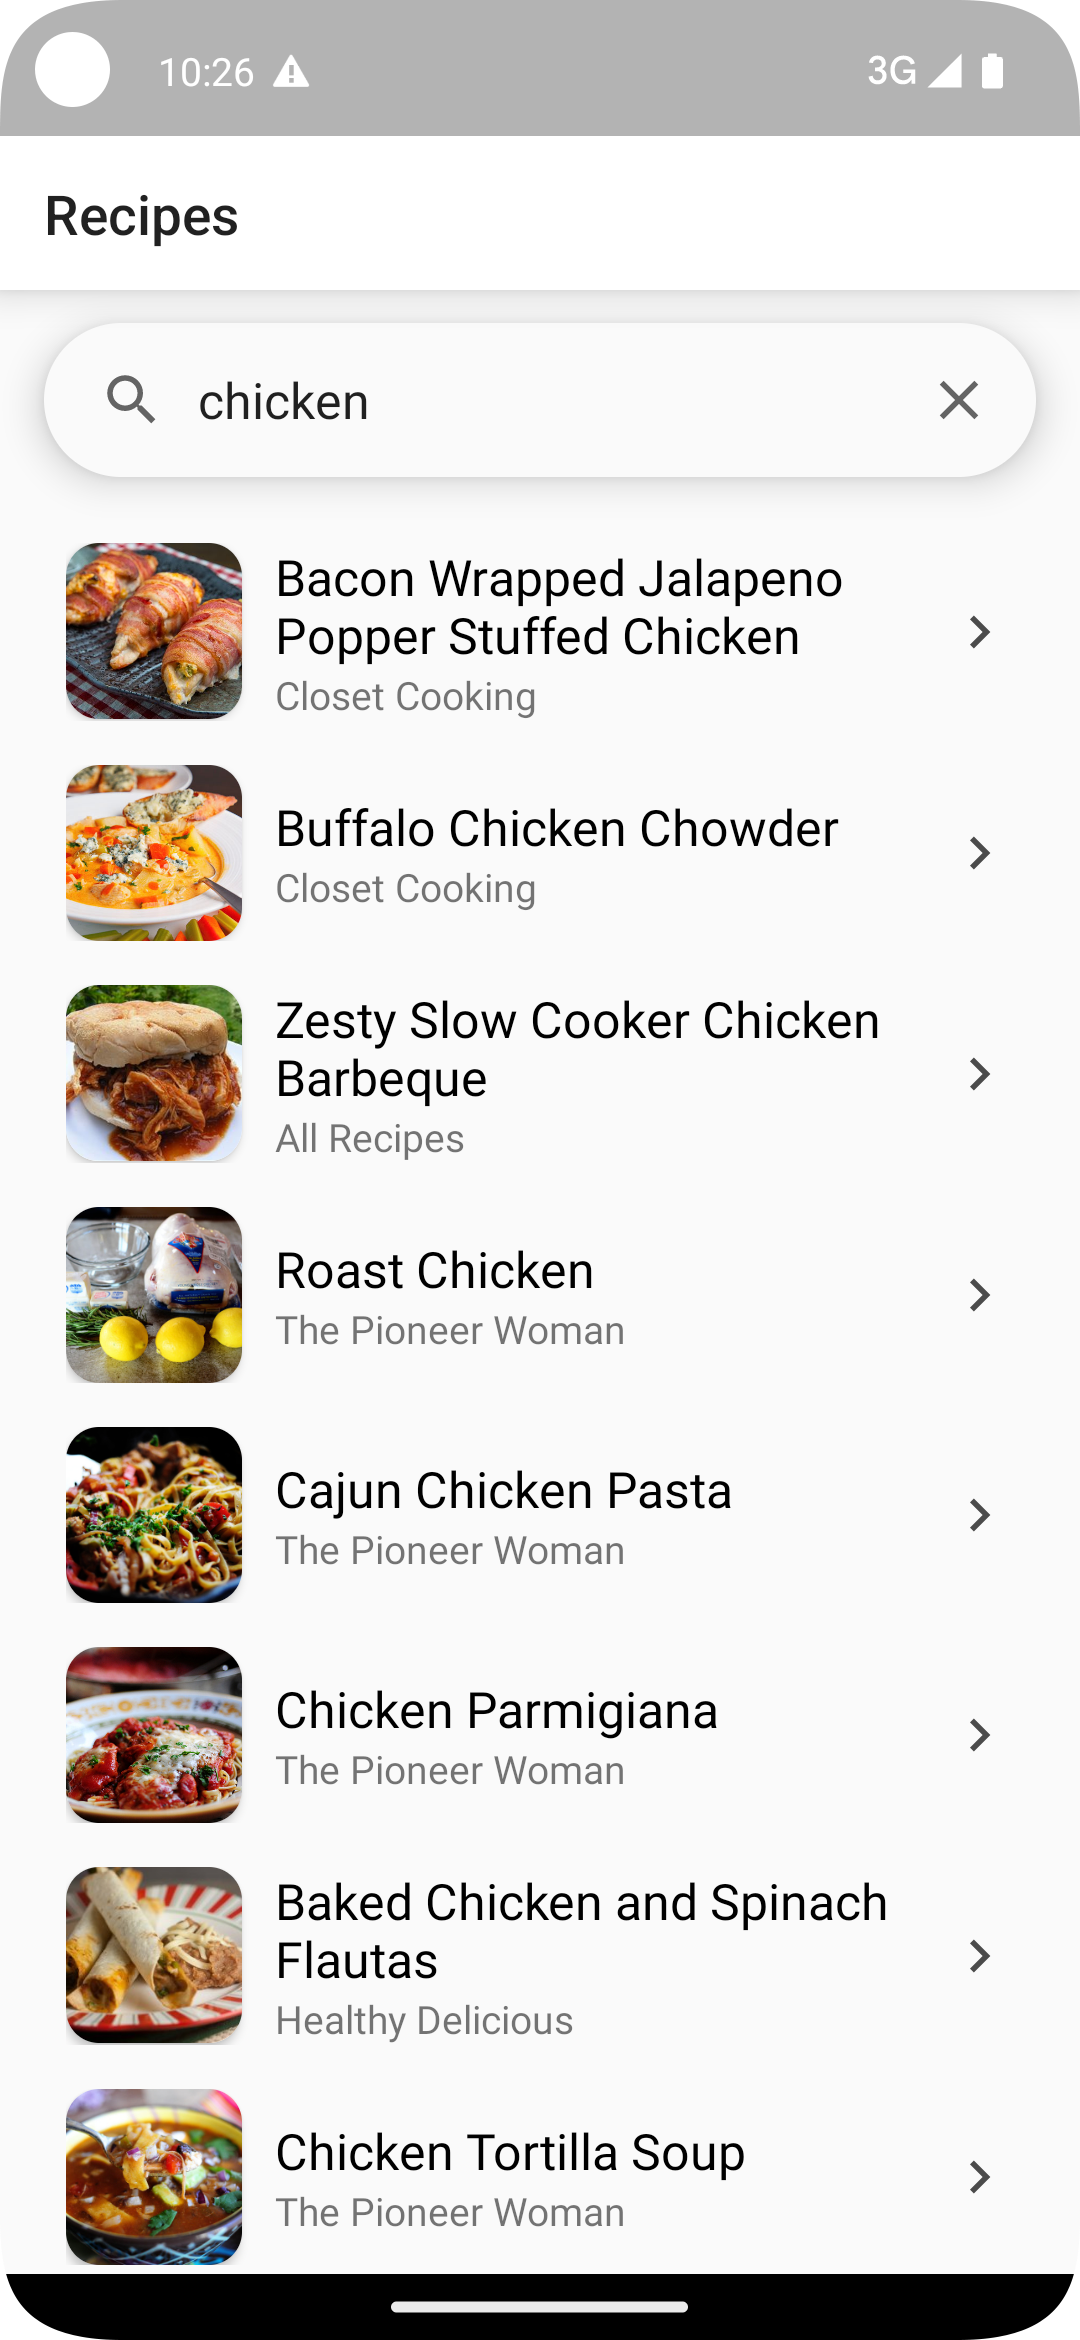 10:26
3G
Recipes
chicken
Bacon Wrapped Jalapeno
Popper Stuffed Chicken
Closet Cooking
Buffalo Chicken Chowder
Closet Cooking
Zesty Slow Cooker Chicken
Barbeque
All Recipes
Roast Chicken
The Pioneer Woman
Cajun Chicken Pasta
The Pioneer Woman
Chicken Parmigiana
The Pioneer Woman
Baked Chicken and Spinach
Flautas
Healthy Delicious
Chicken Tortilla Soup
The Pioneer Woman